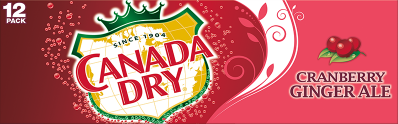 12
PACK
SINCE 1904
CANADA
DRY
CRANBERRY
GINGER ALE